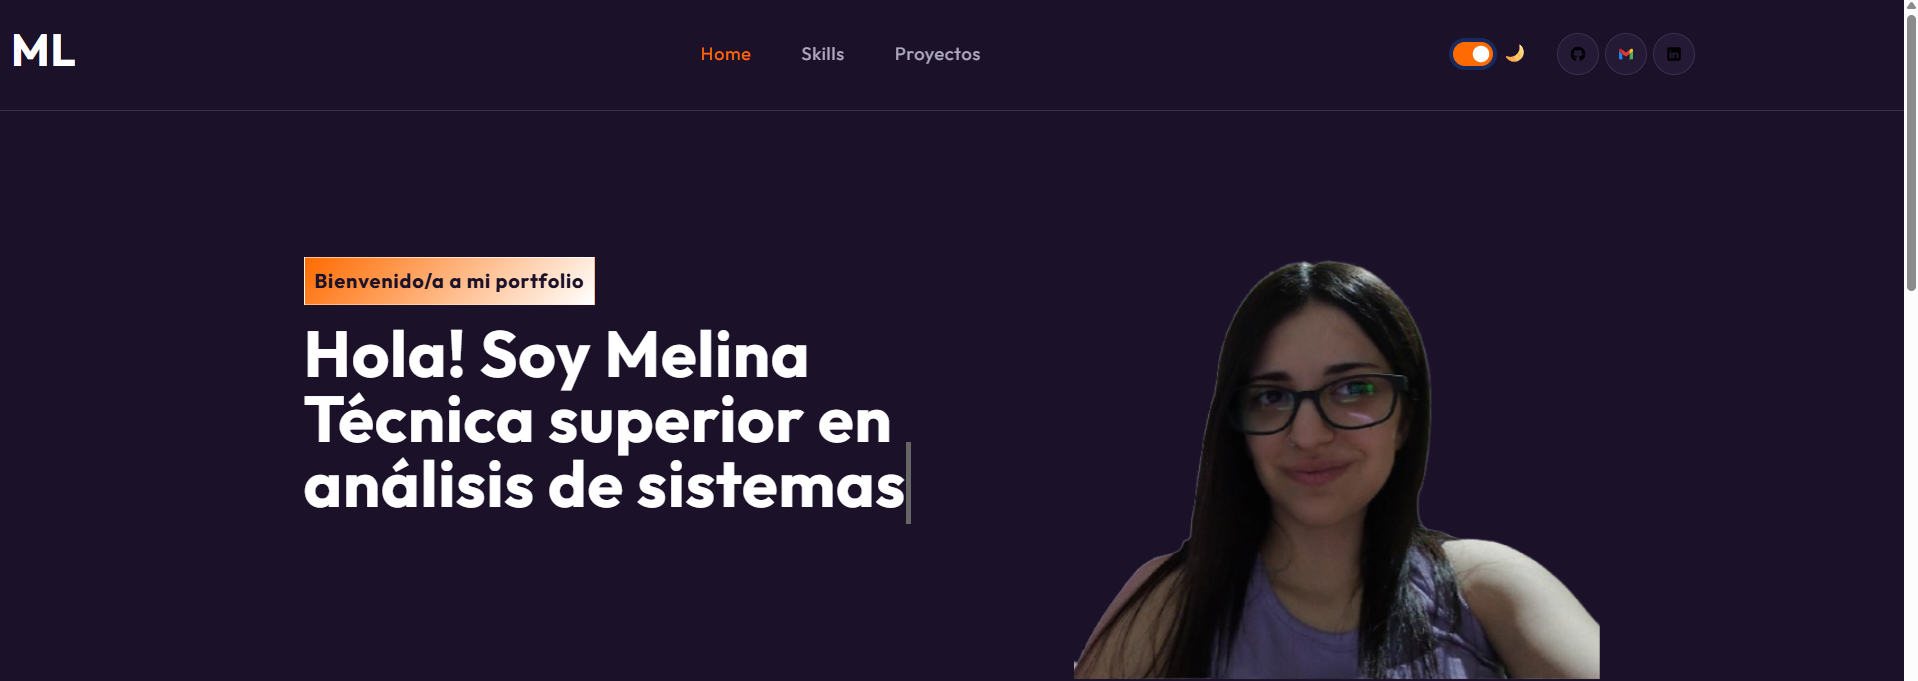 ML
Home
Skills
Proyectos
Bienvenido/a a mi portfolio
Hola! Soy Melina
Técnica superior en
análisis de sistemas